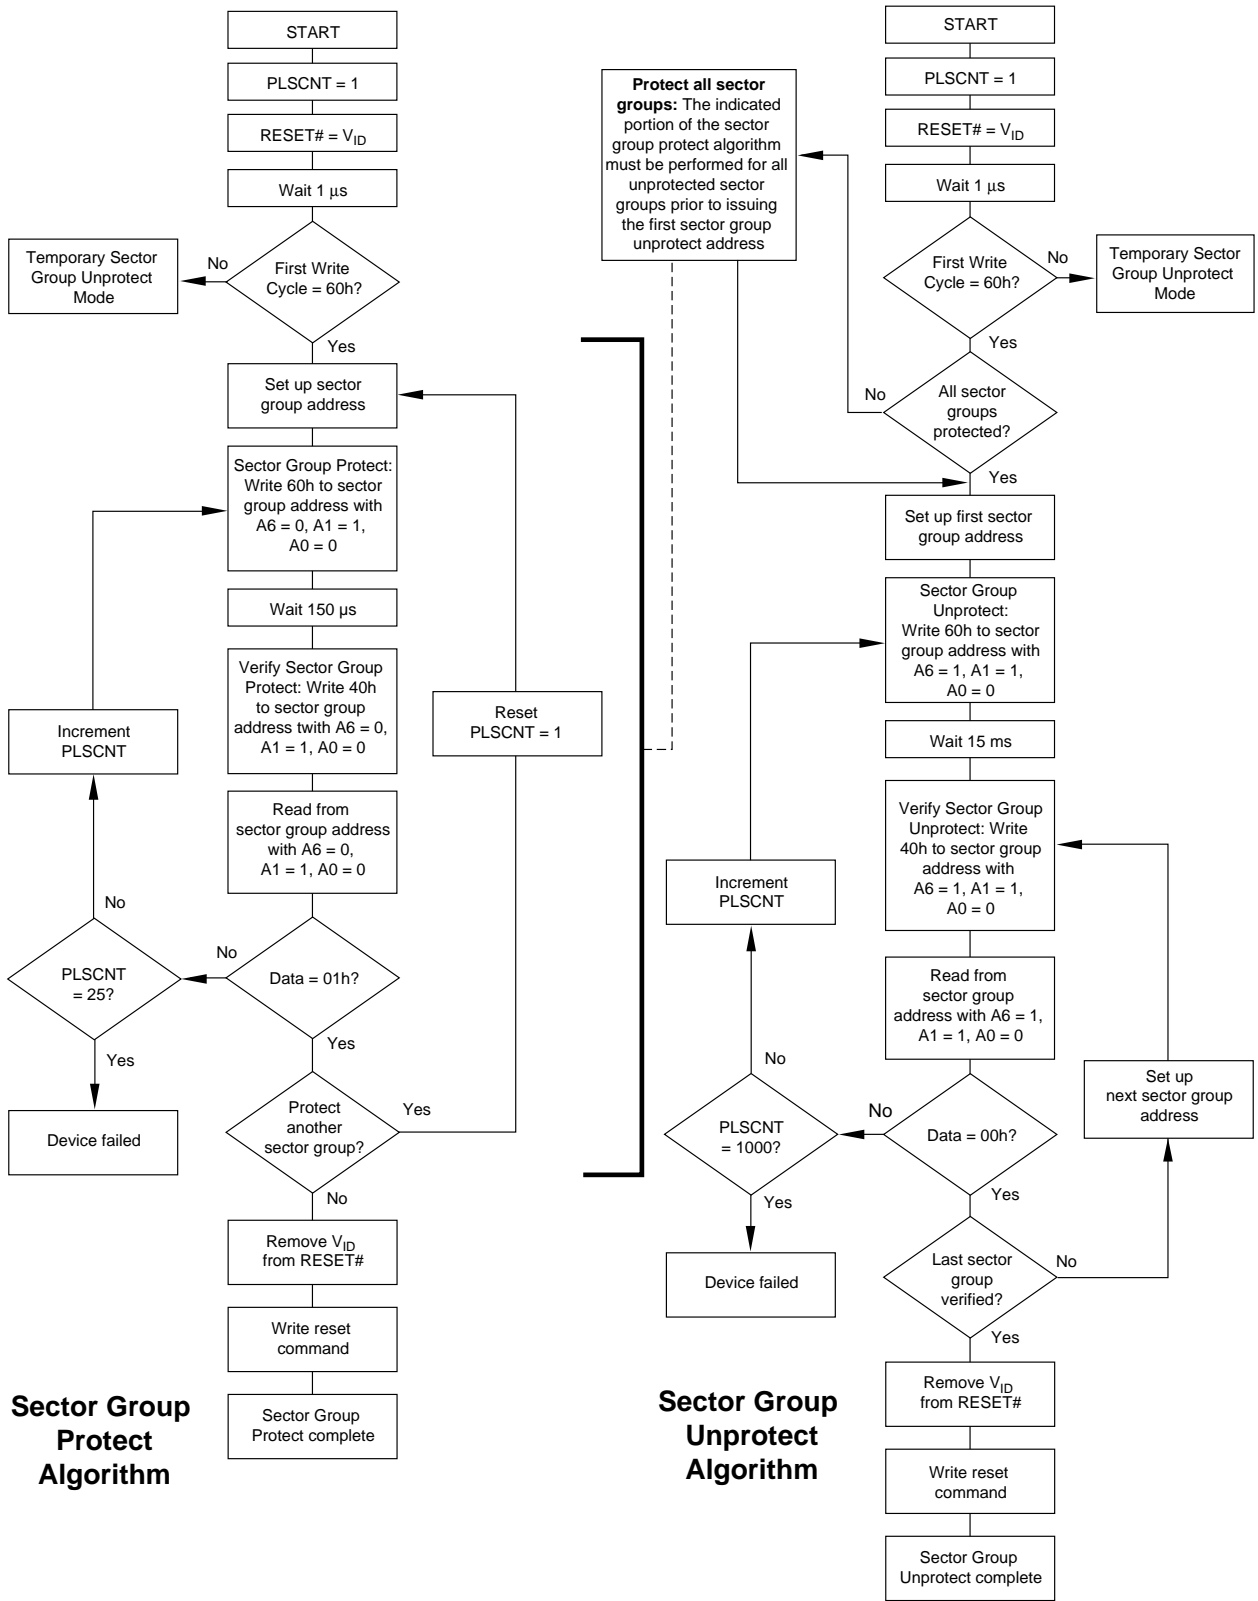 START
PLSCNT = 1
RESET# = VID
Wait 1 μs
First Write
Cycle = 60h?
No
Temporary Sector
Group Unprotect
Mode
Yes
Set up sector
group address
Sector Group Protect:
Write 60h to sector
group address with
A6 = 0, A1 = 1,
A0 = 0
Wait 150 µs
Verify Sector Group
Protect: Write 40h
to sector group
address twith A6 = 0,
A1 = 1, A0 = 0
Reset
PLSCNT = 1
Increment
PLSCNT
Read from
sector group address
with A6 = 0,
A1 = 1, A0 = 0
No
No
PLSCNT
= 25?
Data = 01h?
Yes
Yes
Device failed
Protect
another
sector group?
Yes
No
Remove VID
from RESET#
Write reset
command
Sector Group
Protect complete
Sector Group
Protect
Algorithm
Protect all sector
groups: The indicated
portion of the sector
group protect algorithm
must be performed for all
unprotected sector
groups prior to issuing
the first sector group
unprotect address
START
PLSCNT = 1
RESET# = VID
Wait 1 μs
First Write
Cycle = 60h?
No
Temporary Sector
Group Unprotect
Mode
Yes
No
All sector
groups
protected?
Yes
Set up first sector
group address
Sector Group
Unprotect:
Write 60h to sector
group address with
A6 = 1, A1 = 1,
A0 = 0
Wait 15 ms
Verify Sector Group
Unprotect: Write
40h to sector group
address with
A6 = 1, A1 = 1,
A0 = 0
Increment
PLSCNT
Read from
sector group
address with A6 = 1,
A1 = 1, A0 = 0
No
No
PLSCNT
= 1000?
Data = 00h?
Set up
next sector group
address
Yes
Yes
Device failed
Last sector
group
verified?
No
Yes
Remove VID
from RESET#
Write reset
command
Sector Group
Unprotect complete
Sector Group
Unprotect
Algorithm